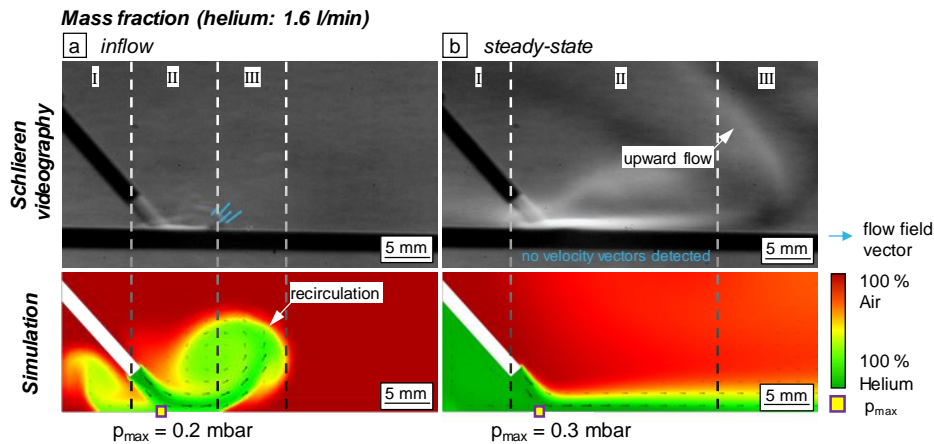 Mass fraction (helium: 1.6 l/min)
a inflow
b steady-state
I II III
I II III
Schlieren
videography
upward flow
5 mm
no velocity vectors detected
5 mm
flow field
vector
Simulation
recirculation
5 mm
5 mm
100 %
Air
100 %
Helium
pmax
pmax = 0.2 mbar
pmax = 0.3 mbar